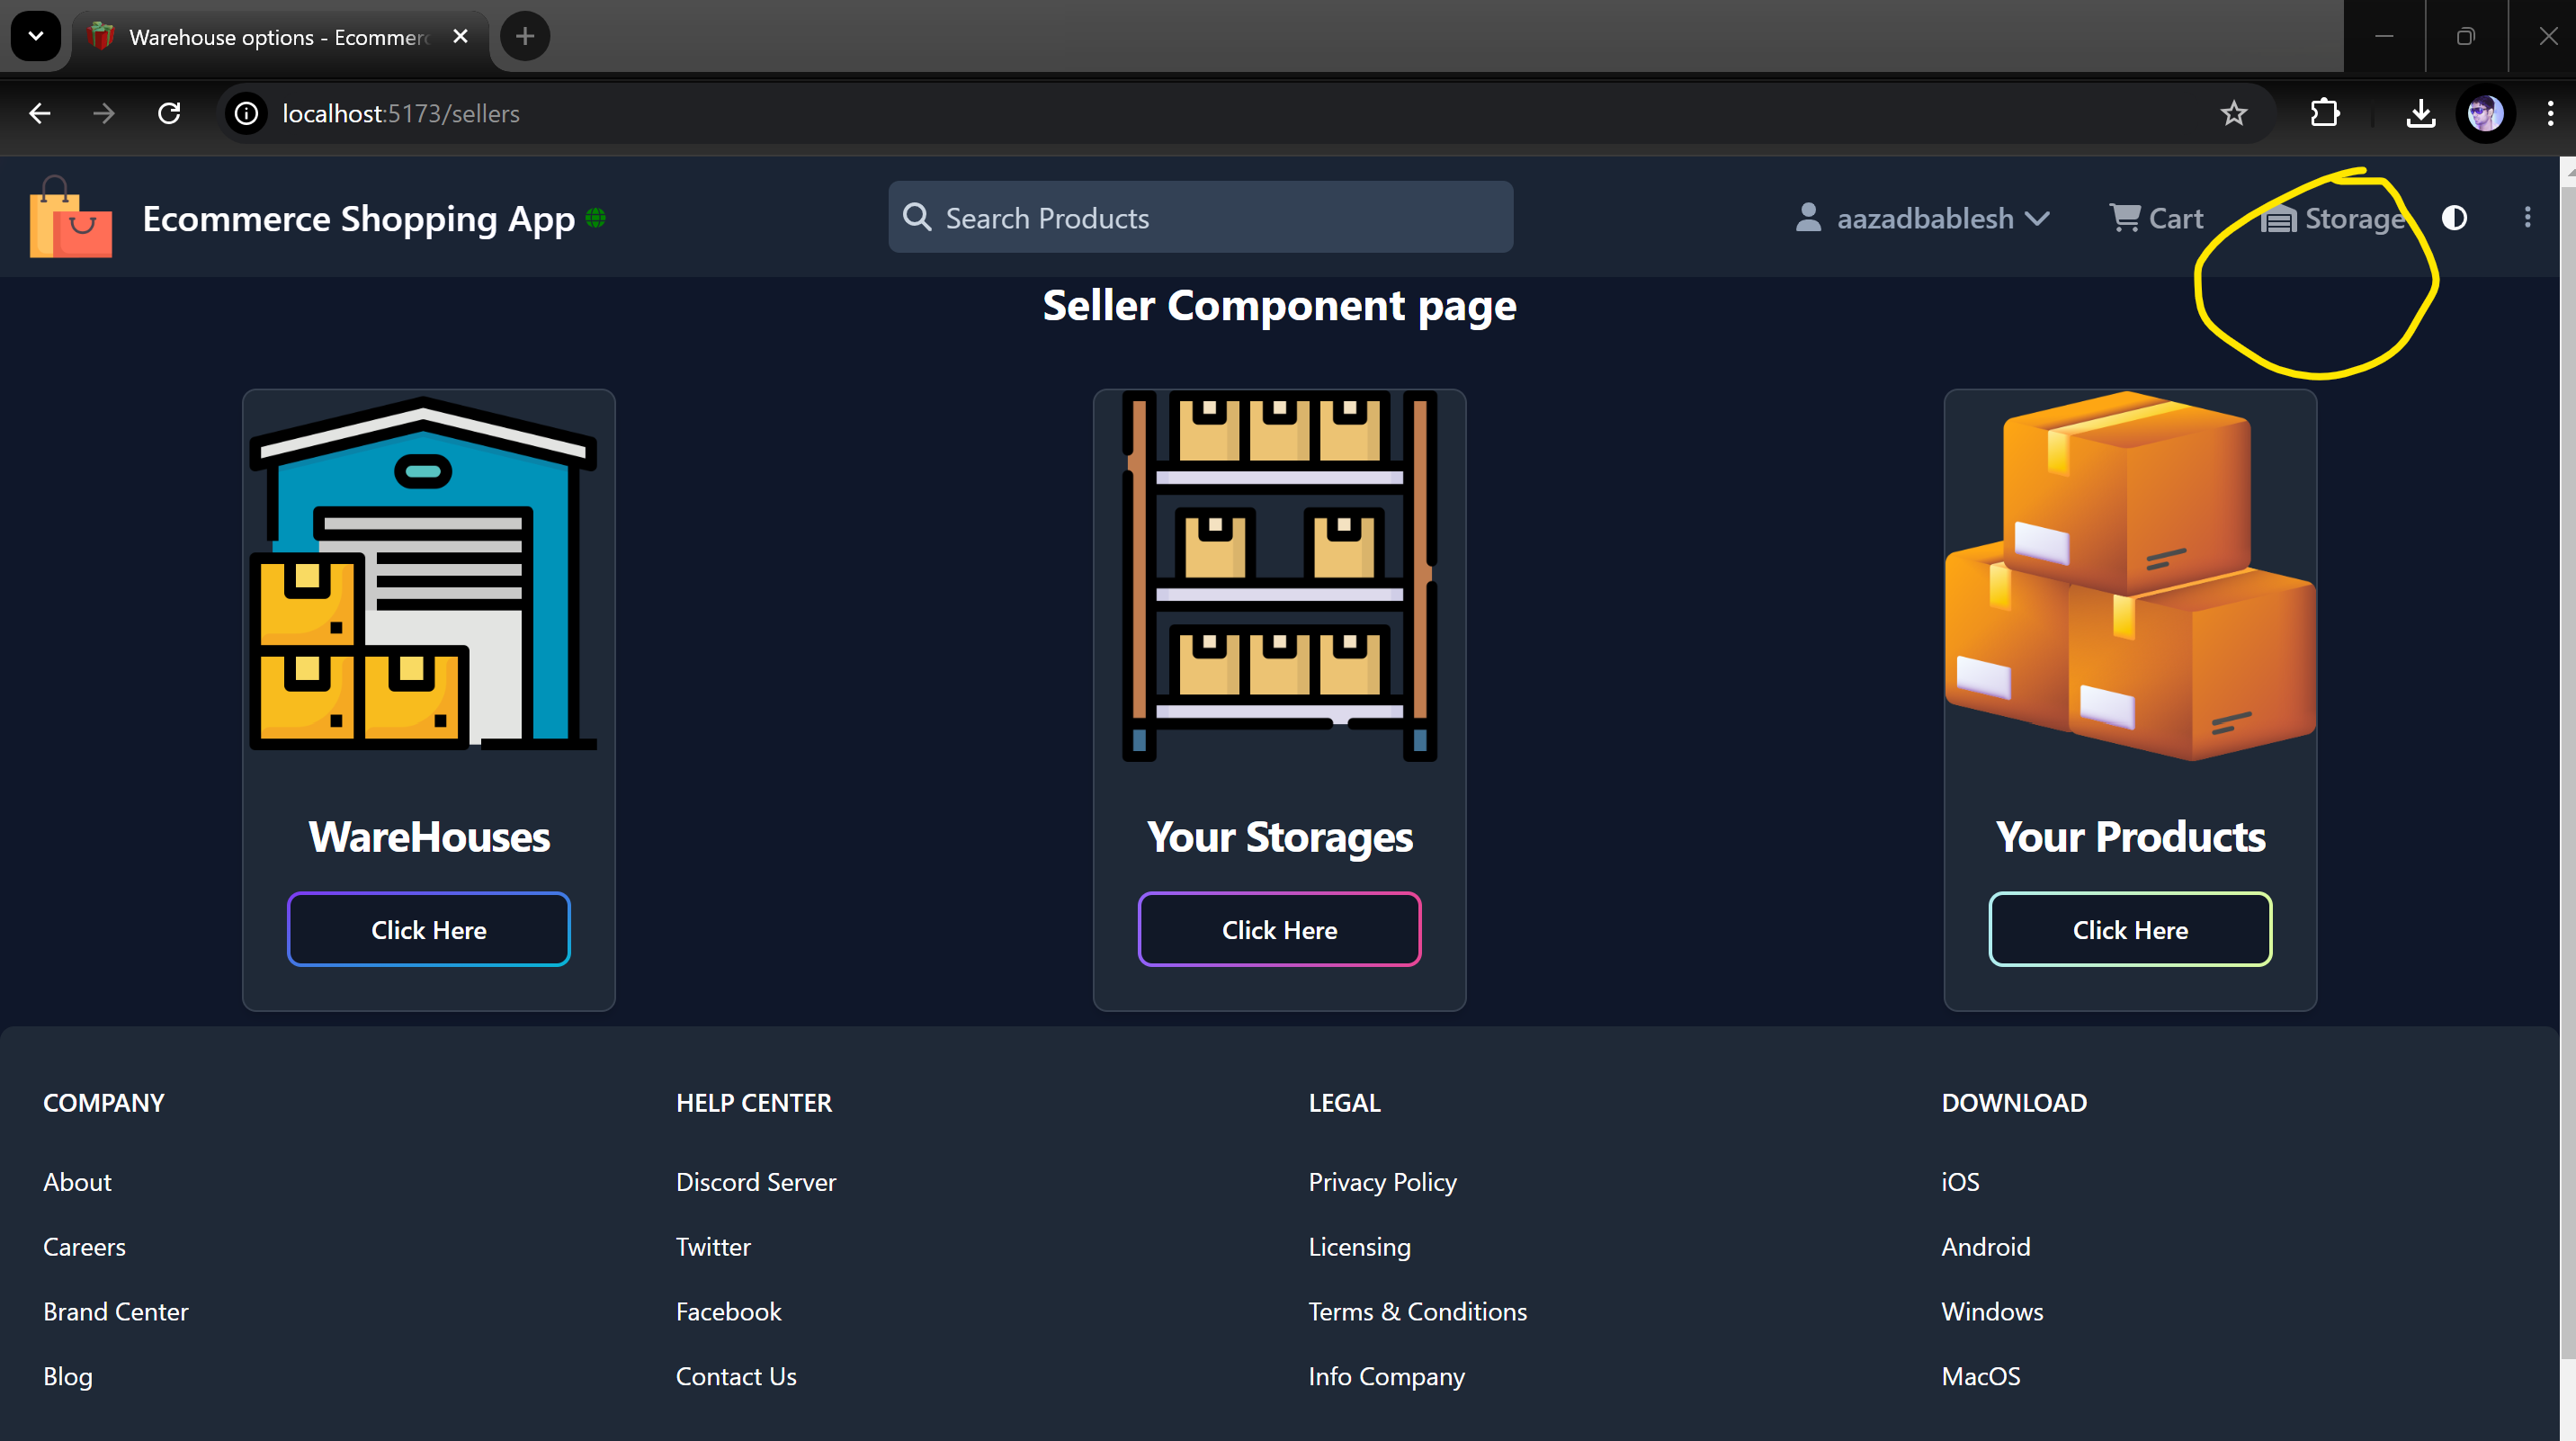 Warehouse options - Ecommerc
localhost:5173/sellers
Ecommerce Shopping App
Search Products
aazadbablesh
Cart
Storage
Seller Component page
WareHouses
Your Storages
Your Products
Click Here
Click Here
Click Here
COMPANY
HELP CENTER
LEGAL
DOWNLOAD
About
Discord Server
Privacy Policy
iOS
Careers
Twitter
Licensing
Android
Brand Center
Facebook
Terms & Conditions
Windows
Blog
Contact Us
Info Company
MacOS